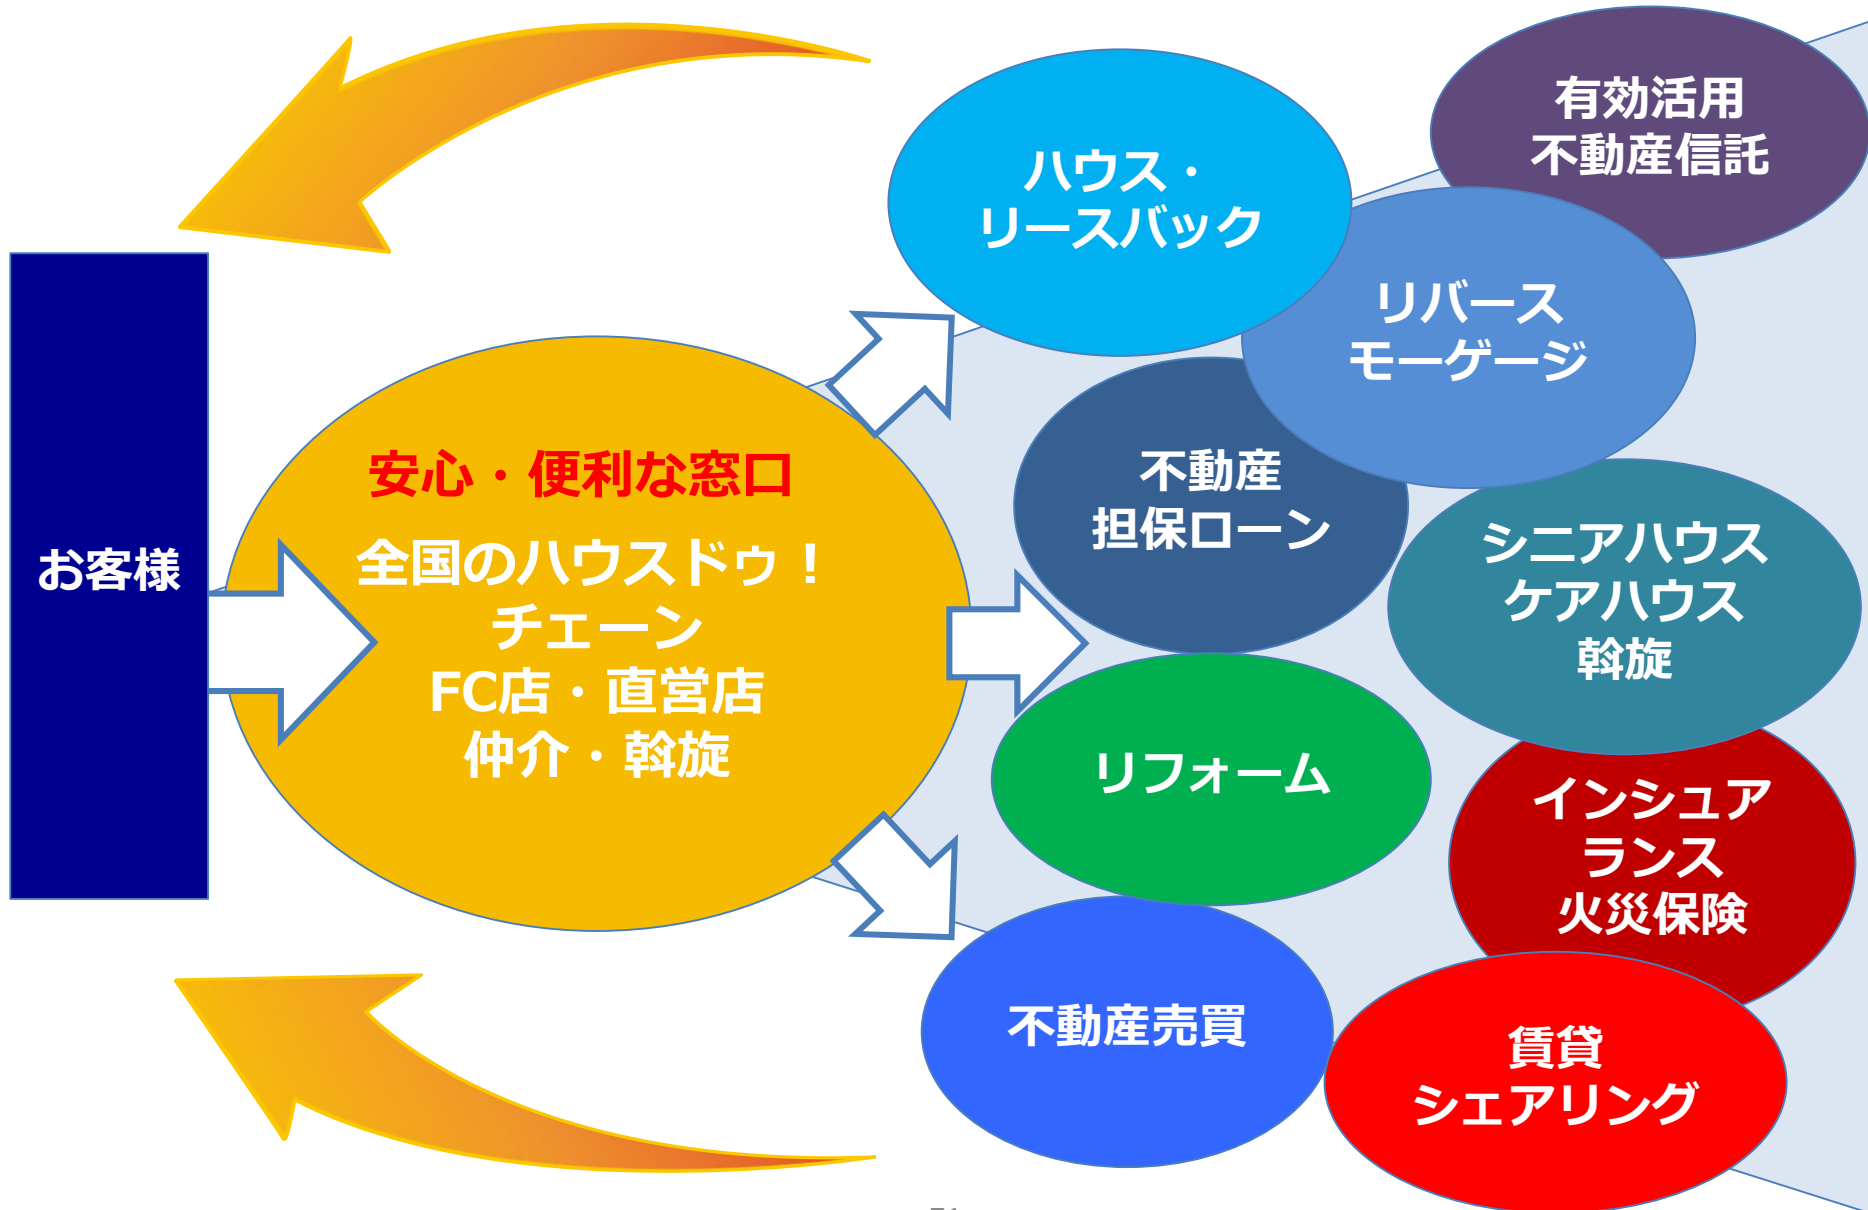 お客様
安心・便利な窓口
全国のハウスドゥ！
チェーン
FC店・直営店
仲介・斡旋
ハウス・
リースバック
有効活用
不動産信託
リバース
モーゲージ
不動産
担保ローン
シニアハウス
ケアハウス
斡旋
リフォーム
インシュア
ランス
火災保険
不動産売買
賃貸
シェアリング